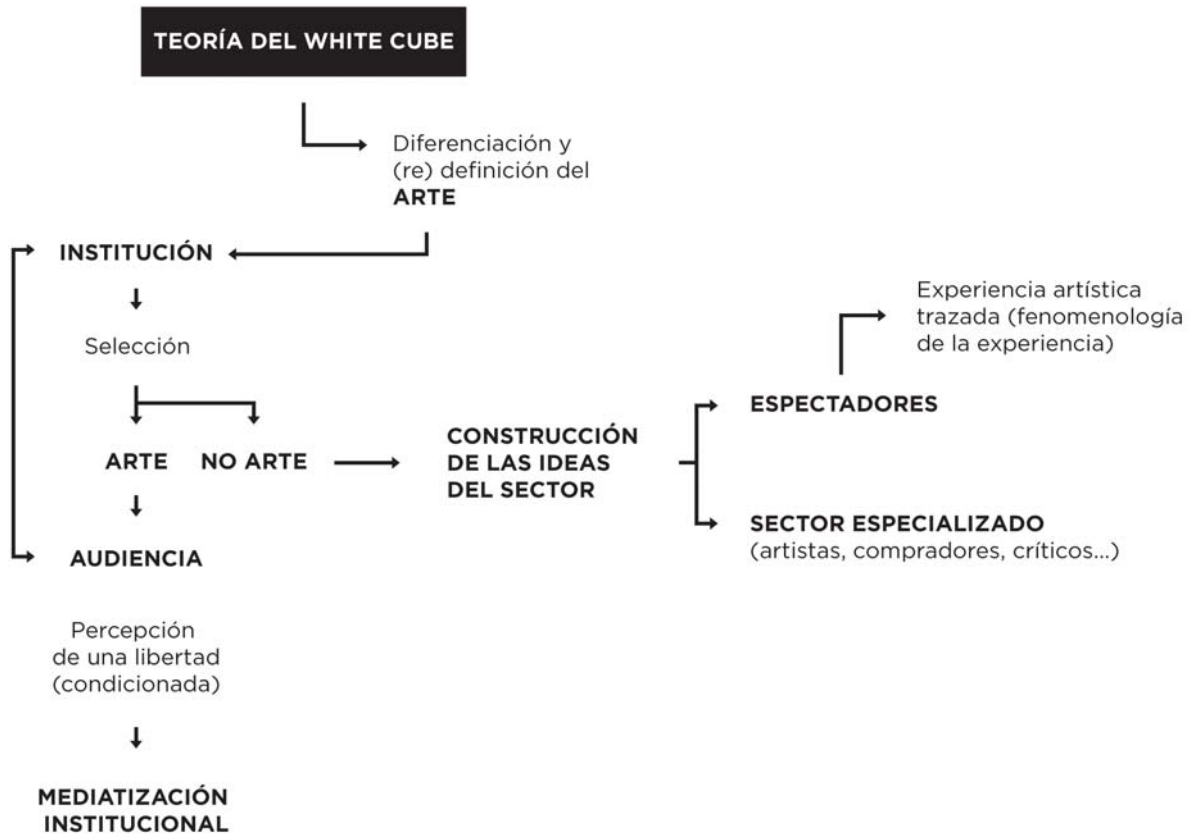 TEORÍA DEL WHITE CUBE
Diferenciación y
(re) definición del
ARTE
INSTITUCIÓN
Selección
ARTE
NO ARTE
AUDIENCIA
Percepción
de una libertad
(condicionada)
MEDIATIZACIÓN
INSTITUCIONAL
CONSTRUCCIÓN
DE LAS IDEAS
DEL SECTOR
Experiencia artística
trazada (fenomenología
de la experiencia)
ESPECTADORES
SECTOR ESPECIALIZADO
(artistas, compradores, críticos...)